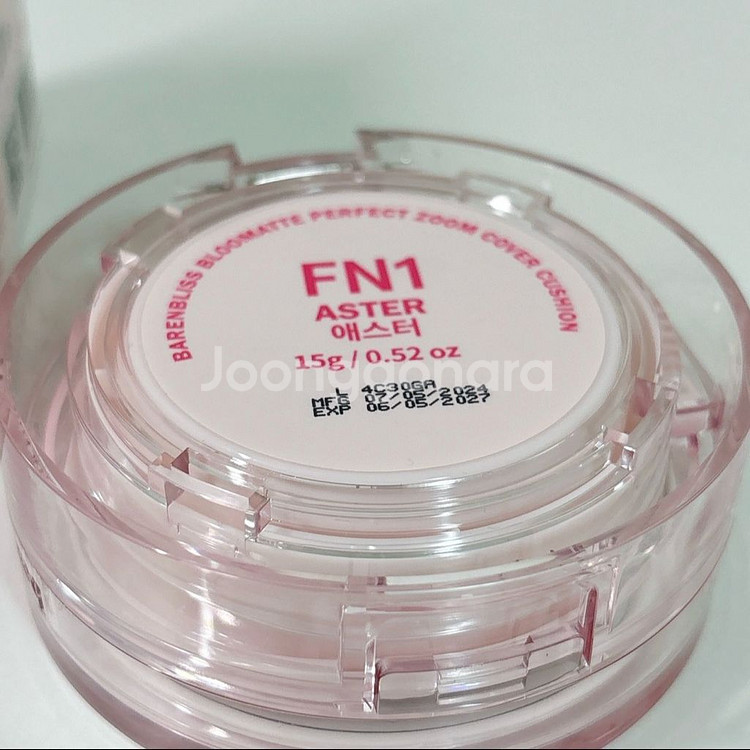 BARENBLISS BLOOMATTE PERFECT ZOOM COVER CUSHION
FN1
ASTER
애스터
15g / 0.52 oz
Joongoonara
L 4C30GA
MFG 07/05/2024
EXP 06/05/2027